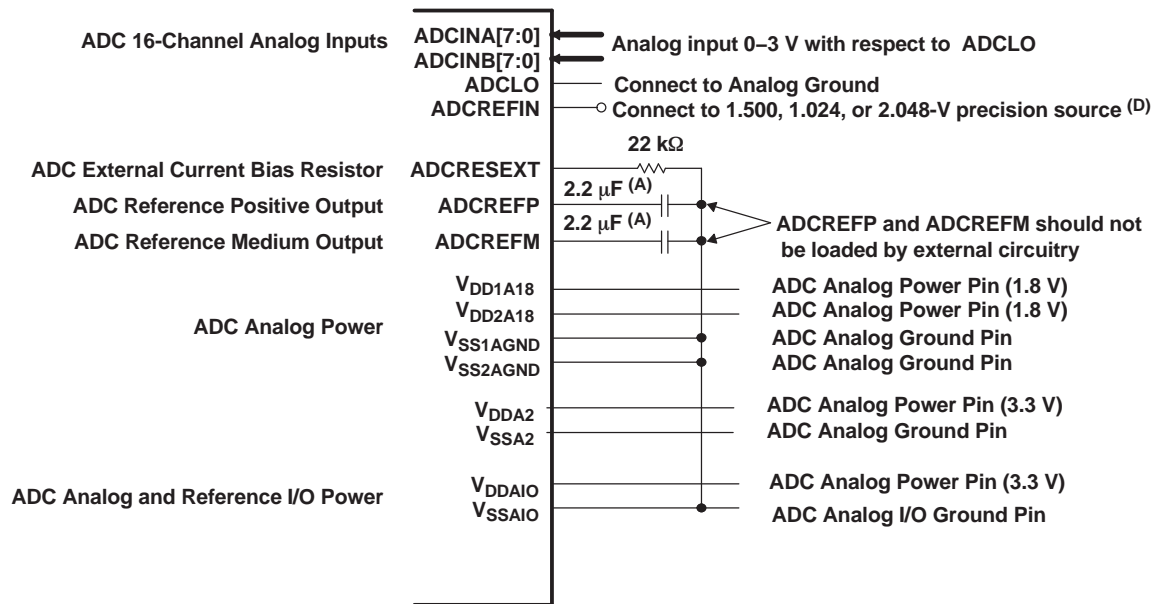 ADC 16-Channel Analog Inputs
ADCINA[7:0]
ADCINB[7:0]
Analog input 0–3 V with respect to ADCLO
ADCLO
Connect to Analog Ground
ADCREFIN
Connect to 1.500, 1.024, or 2.048-V precision source (D)
22 kΩ
ADC External Current Bias Resistor
ADCRESEXT
2.2 μF (A)
ADC Reference Positive Output
ADCREFP
2.2 μF (A)
ADC Reference Medium Output
ADCREFM
ADCREFP and ADCREFM should not
be loaded by external circuitry
VDD1A18
ADC Analog Power Pin (1.8 V)
VDD2A18
ADC Analog Power Pin (1.8 V)
ADC Analog Power
VSS1AGND
ADC Analog Ground Pin
VSS2AGND
ADC Analog Ground Pin
VDDA2
ADC Analog Power Pin (3.3 V)
VSSA2
ADC Analog Ground Pin
ADC Analog and Reference I/O Power
VDDAIO
ADC Analog Power Pin (3.3 V)
VSSAIO
ADC Analog I/O Ground Pin